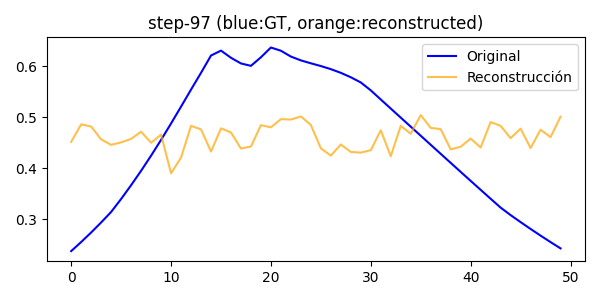 step-97 (blue:GT, orange:reconstructed)
Original
Reconstrucción
0.6
0.5
0.4
0.3
0 10 20 30 40 50